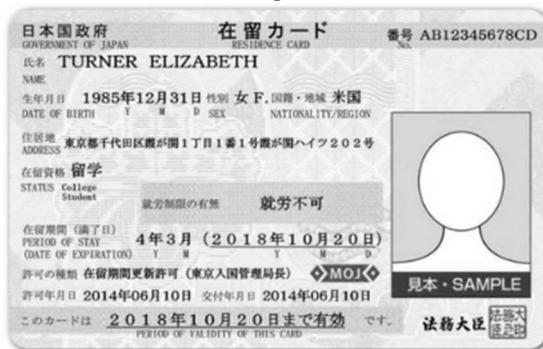 日本国政府 在留カード 番号 AB12345678CD
GOVERNMENT OF JAPAN RESIDENCE CARD No.
氏名 TURNER ELIZABETH
NAME
生年月日 1985年12月31日 性別 女 F. 国籍・地域 米国
DATE OF BIRTH Y M D SEX NATIONALITY/REGION
住居地 東京都千代田区霞が関1丁目1番1号霞が関ハイツ202号
ADDRESS
在留資格 留学
STATUS College Student
就労制限の有無 就労不可
在留期間(満了日) 4年3月(2018年10月20日)
PERIOD OF STAY
(DATE OF EXPIRATION) Y M Y M D
許可の種類 在留期間更新許可(東京入国管理局長) MOJ
見本・SAMPLE
許可年月日 2014年06月10日 交付年月日 2014年06月10日
このカードは 2018年10月20日まで有効 です。
PERIOD OF VALIDITY OF THIS CARD
法務大臣